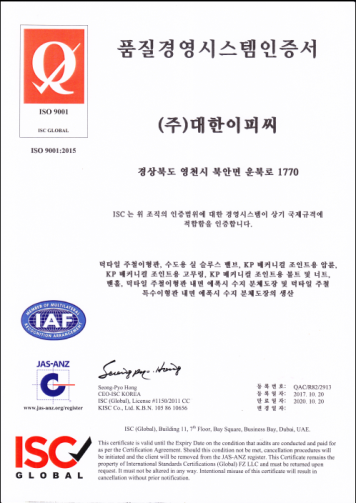 품질경영시스템인증서
ISO 9001
ISC GLOBAL
ISO 9001:2015
(주)대한이피씨
경상북도 영천시 북안면 운북로 1770
ISC 는 위 조직의 인증범위에 대한 경영시스템이 상기 국제규격에
적합함을 인증합니다.
덕타일 주철이형관, 수도용 실 슬루스 밸브, KP 메커니컬 조인트용 압륜,
KP 메커니컬 조인트용 고무링, KP 메커니컬 조인트용 볼트 및 너트,
맨홀, 덕타일 주철이형관 내면 에폭시 수지 분체도장 및 덕타일 주철
특수이형관 내면 에폭시 수지 분체도장의 생산
MEMBER OF MULTILATERAL
IAF
RECOGNITION ARRANGEMENT
JAS-ANZ
www.jas-anz.org/register
Seung-Pyo Hong
CEO-ISC KOREA
ISC (Global), License #1150/2011 CC
KISC Co., Ltd. K.B.N. 105 86 10656
등 록 번 호: QAC/R82/2913
등 록 일 자: 2017. 10. 20
만 료 일 자: 2020. 10. 20
변 경 일 자:
ISC (Global), Building 11, 7th Floor, Bay Square, Business Bay, Dubai, UAE.
ISC
GLOBAL
This certificate is valid until the Expiry Date on the condition that audits are conducted and paid for
as per the Certification Agreement. Should this condition not be met, cancellation procedures will
be initiated and the client will be removed from the JAS-ANZ register. This Certificate remains the
property of International Standards Certifications (Global) FZ LLC and must be returned upon
request. It must not be altered in any way. Intentional misuse of this certificate will result in
cancellation without prior notification.